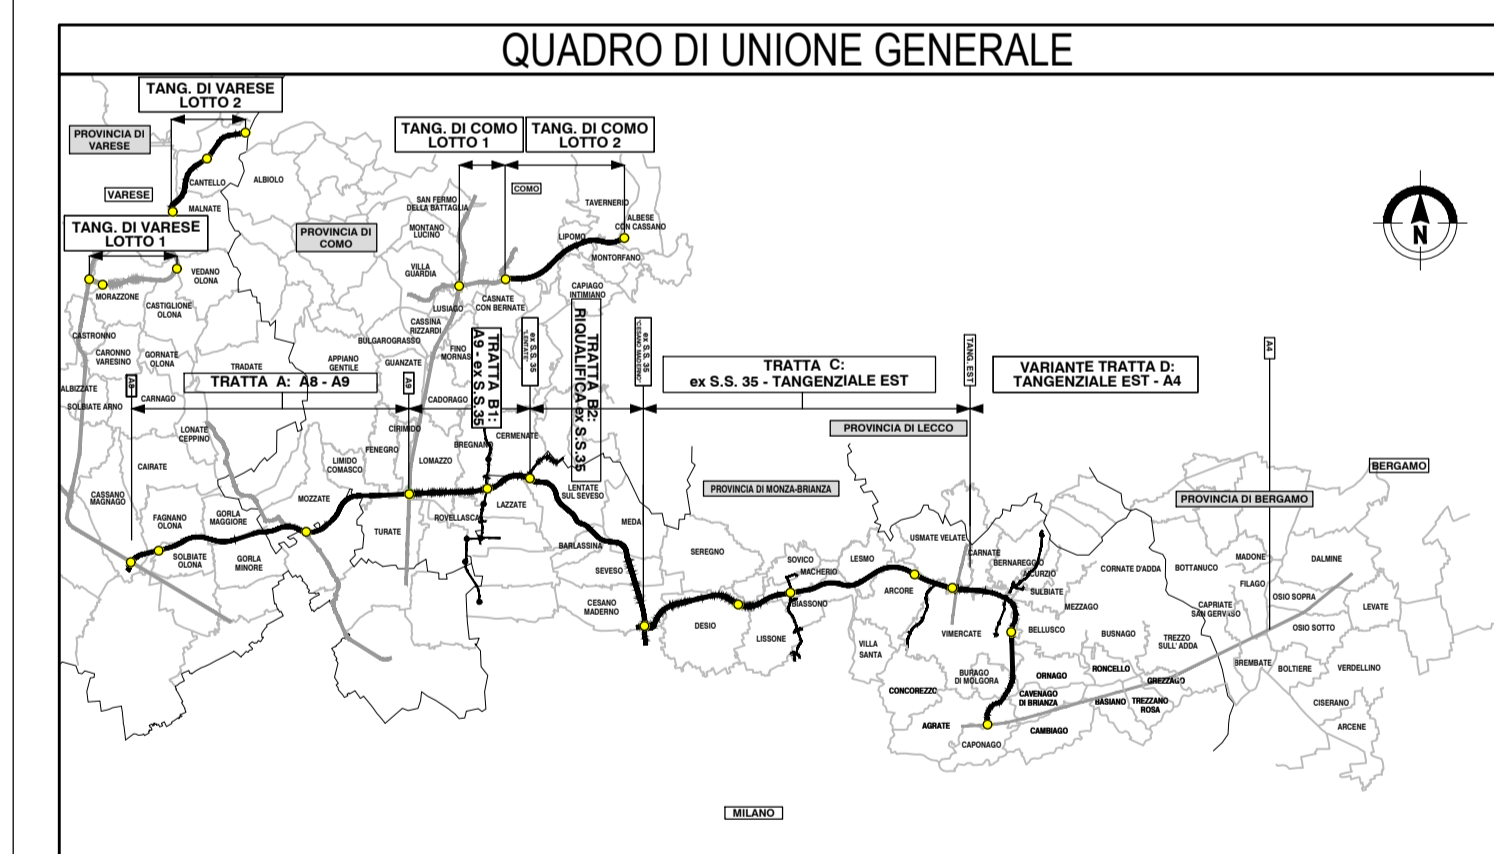 QUADRO DI UNIONE GENERALE
TANG. DI VARESE
LOTTO 2
PROVINCIA DI
VARESE
VARESE
CANTELLO
ALBIOLO
MALNATE
TANG. DI VARESE
LOTTO 1
VEDANO
OLONA
MORAZZONE
CASTIGLIONE
OLONA
PROVINCIA DI
COMO
TANG. DI COMO
LOTTO 1
TANG. DI COMO
LOTTO 2
COMO
SAN FERMO
DELLA BATTAGLIA
MONTANO
LUCINO
VILLA
GUARDIA
TAVERNERIO
ALBESE
CON CASSANO
LIPOMO
MONTORFANO
CAPIAGO
INTIMIANO
LUSIAGO
CASNATE
CON BERNATE
CASSINA
RIZZARDI
BULGAROGRASSO
FINO
MORNAS
GUANZATE
APPIANO
GENTILE
CASTRONNO
CARONNO
VARESINO
GORNATE
OLONA
TRADATE
ALBIZZATE
SOLBIATE ARNO
CARNAGO
CADORAGO
CIRIMIDO
A8
TRATTA A: A8 - A9
A9
TRATTA B1:
A9 - ex S.S.35
ex S.S. 35
"LENTATE"
TRATTA B2:
RIQUALIFICA ex S.S.35
ex S.S. 35
"CESANO MADERNO"
TRATTA C:
ex S.S. 35 - TANGENZIALE EST
TANG. EST
VARIANTE TRATTA D:
TANGENZIALE EST - A4
A4
N
PROVINCIA DI LECCO
BERGAMO
PROVINCIA DI BERGAMO
PROVINCIA DI MONZA-BRIANZA
LONATE
CEPPINO
CAIRATE
CASSANO
MAGNAGO
FAGNANO
OLONA
GORLA
MAGGIORE
SOLBIATE
OLONA
GORLA
MINORE
MOZZATE
LIMIDO
COMASCO
FENEGRO
LOMAZZO
BREGNANO
CERMENATE
TURATE
ROVELLASCA
LAZZATE
LENTATE
SUL SEVESO
MEDA
BARLASSINA
SEVESO
CESANO
MADERNO
SEREGNO
DESIO
LISSONE
SOVICO
MACHERIO
BIASSONO
LESMO
ARCORE
VILLA
SANTA
USMATE VELATE
CARNATE
BERNAREGGIO
AICURZIO
SULBIATE
MEZZAGO
VIMERCATE
BELLUSCO
BURAGO
DI MOLGORA
CONCOREZZO
AGRATE
CAPONAGO
ORNAGO
CAVENAGO
DI BRIANZA
CAMBIAGO
RONCELLO
BASIANO
BUSNAGO
GREZZAGO
TREZZANO
ROSA
TREZZO
SULL' ADDA
CORNATE D'ADDA
BOTTANUCO
MADONE
FILAGO
CAPRIATE
SAN GERVASO
DALMINE
OSIO SOPRA
OSIO SOTTO
LEVATE
BREMBATE
BOLTIERE
VERDELLINO
CISERANO
ARCENE
MILANO